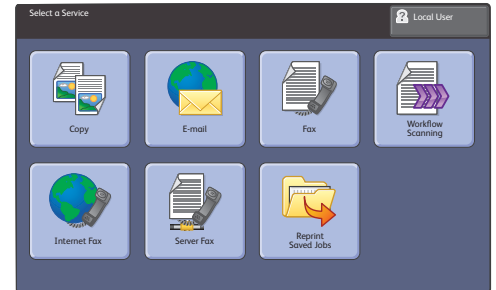 Select a Service
Local User
Copy
E-mail
Fax
Workflow
Scanning
Internet Fax
Server Fax
Reprint
Saved Jobs